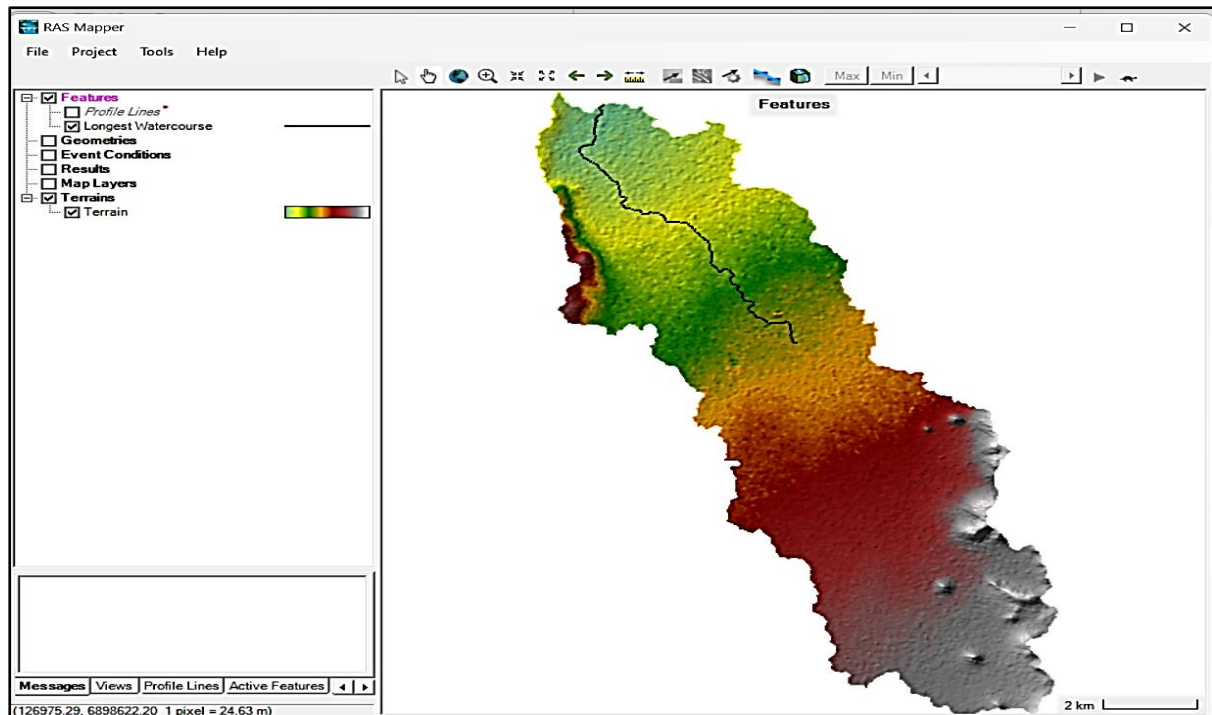 RAS Mapper
File Project Tools Help
Max Min
Features
Profile Lines
Longest Watercourse
Geometries
Event Conditions
Results
Map Layers
Terrains
Terrain
Features
2 km
Messages Views Profile Lines Active Features
(126975.29, 6898622.20 1 pixel = 24.63 m)